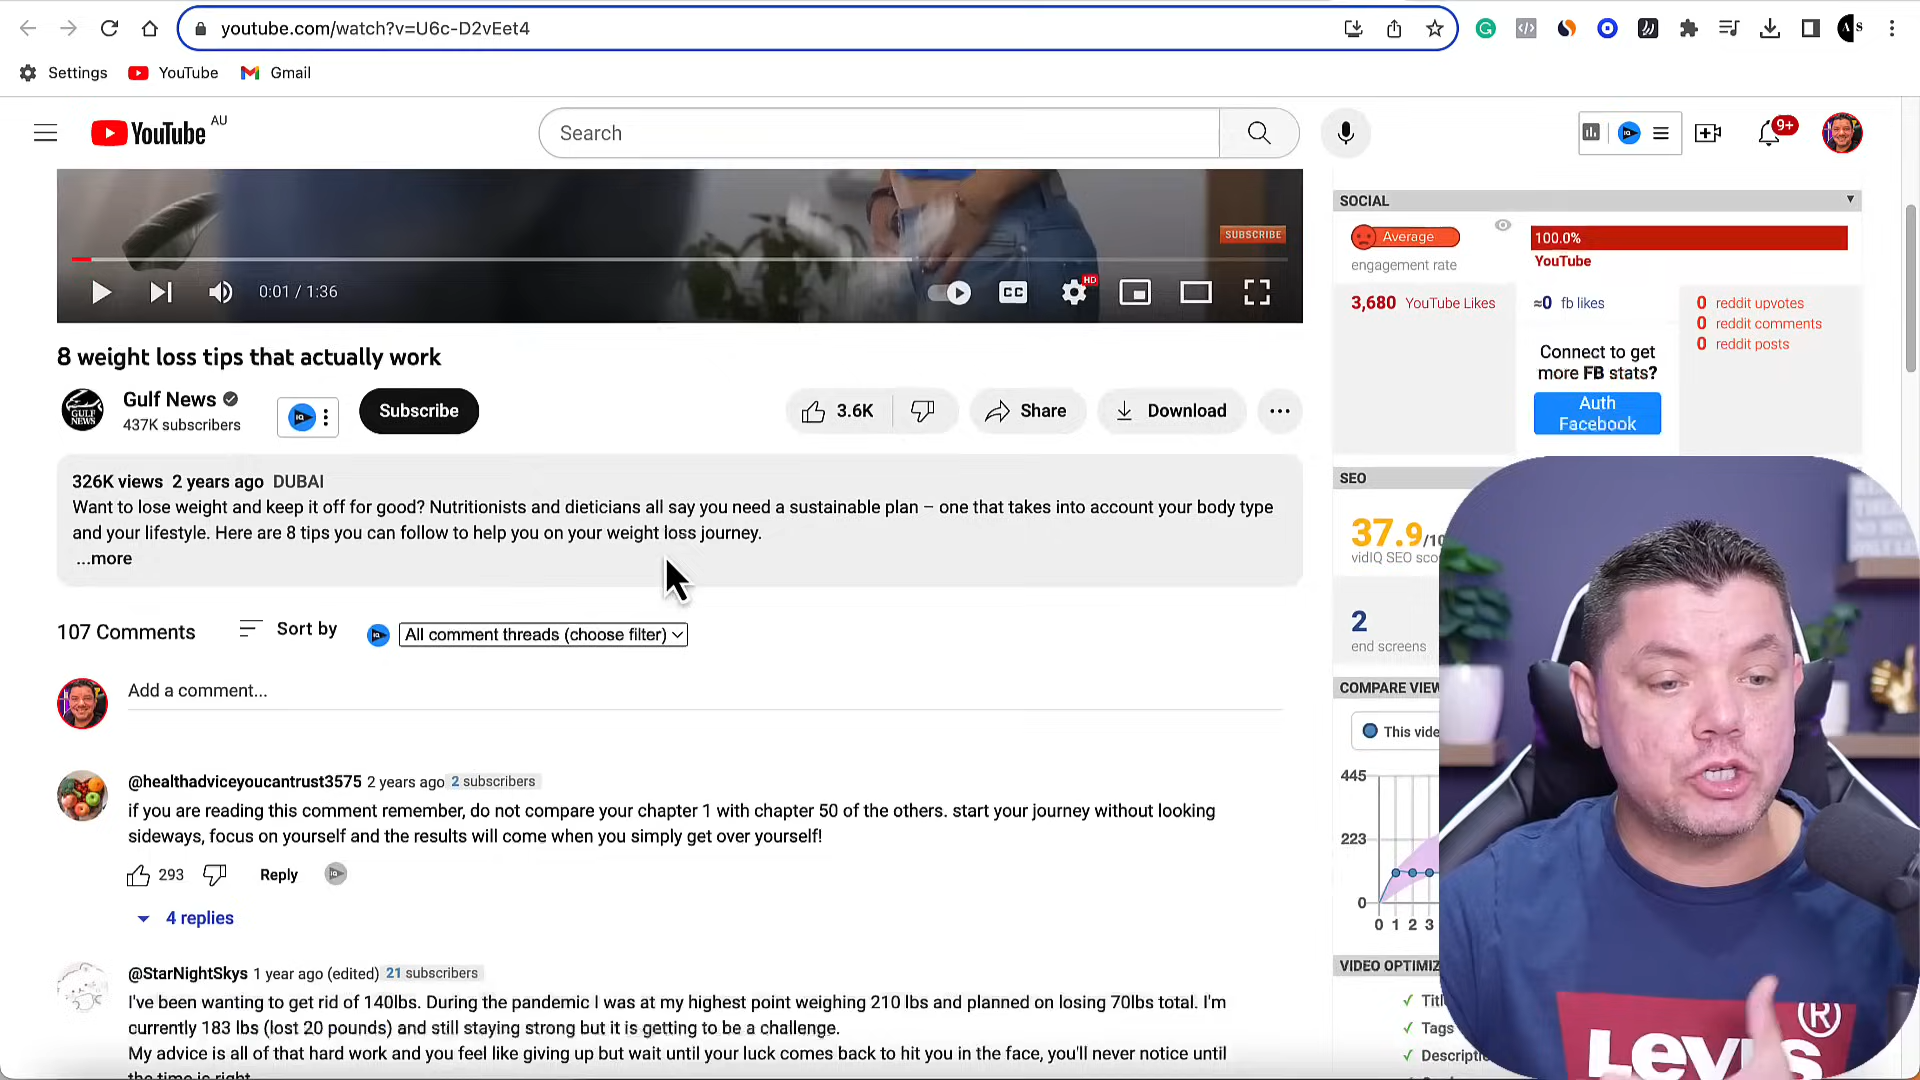 youtube.com/watch?v=U6c-D2vEet4
Settings YouTube Gmail
YouTube AU
Search
9+
SUBSCRIBE
0:01 / 1:36
CC
HD
8 weight loss tips that actually work
GULF NEWS
Gulf News
437K subscribers
Subscribe
3.6K
Share
Download
326K views 2 years ago DUBAI
Want to lose weight and keep it off for good? Nutritionists and dieticians all say you need a sustainable plan – one that takes into account your body type
and your lifestyle. Here are 8 tips you can follow to help you on your weight loss journey.
...more
107 Comments
Sort by
All comment threads (choose filter)
Add a comment...
@healthadviceyoucantrust3575 2 years ago 2 subscribers
if you are reading this comment remember, do not compare your chapter 1 with chapter 50 of the others. start your journey without looking
sideways, focus on yourself and the results will come when you simply get over yourself!
293
Reply
4 replies
@StarNightSkys 1 year ago (edited) 21 subscribers
I've been wanting to get rid of 140lbs. During the pandemic I was at my highest point weighing 210 lbs and planned on losing 70lbs total. I'm
currently 183 lbs (lost 20 pounds) and still staying strong but it is getting to be a challenge.
My advice is all of that hard work and you feel like giving up but wait until your luck comes back to hit you in the face, you'll never notice until
the time is right.
SOCIAL
Average
engagement rate
100.0%
YouTube
3,680 YouTube Likes
≈0 fb likes
Connect to get
more FB stats?
Auth
Facebook
0 reddit upvotes
0 reddit comments
0 reddit posts
SEO
37.9/10
vidIQ SEO sco
2
end screens
COMPARE VIEW
This vide
445
223
0
0 1 2 3
VIDEO OPTIMIZ
Titl
Tags
Descripti
Levi's
®